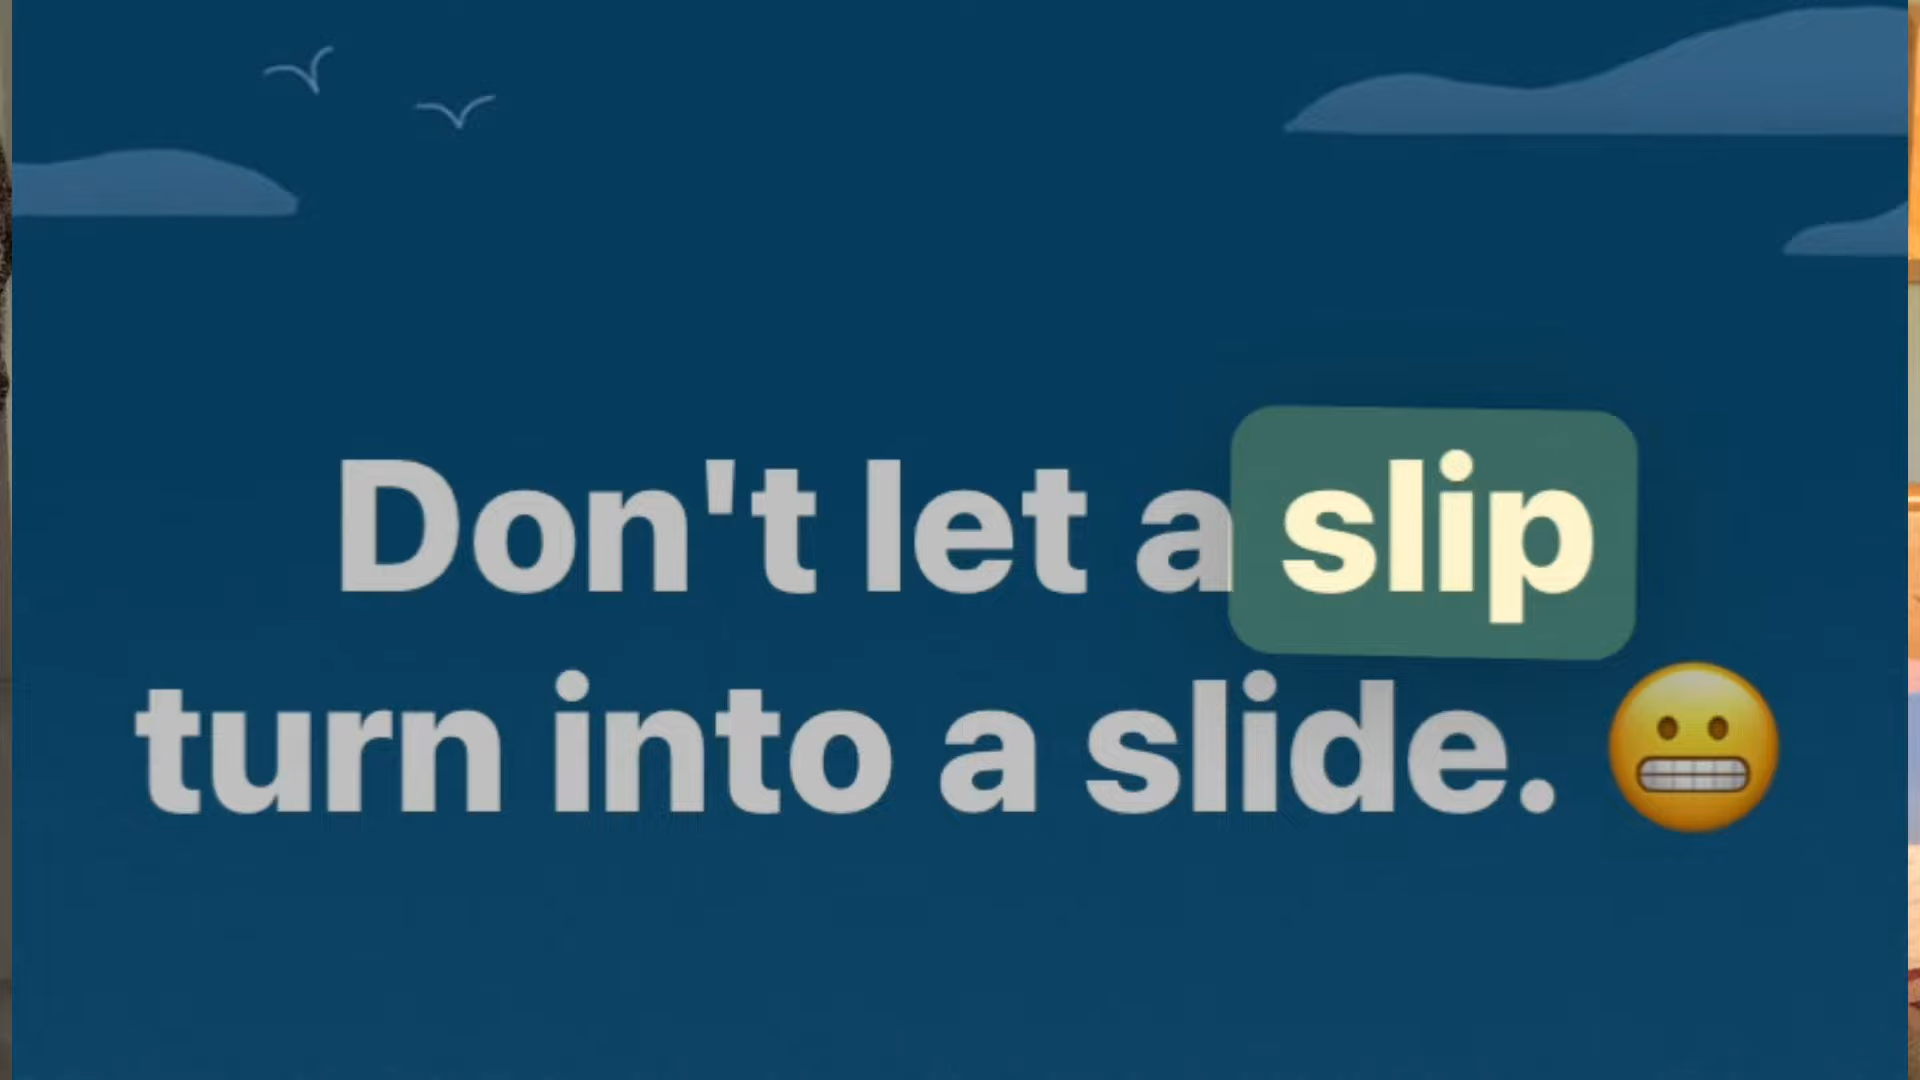 Don't let a slip
turn into a slide. 😬